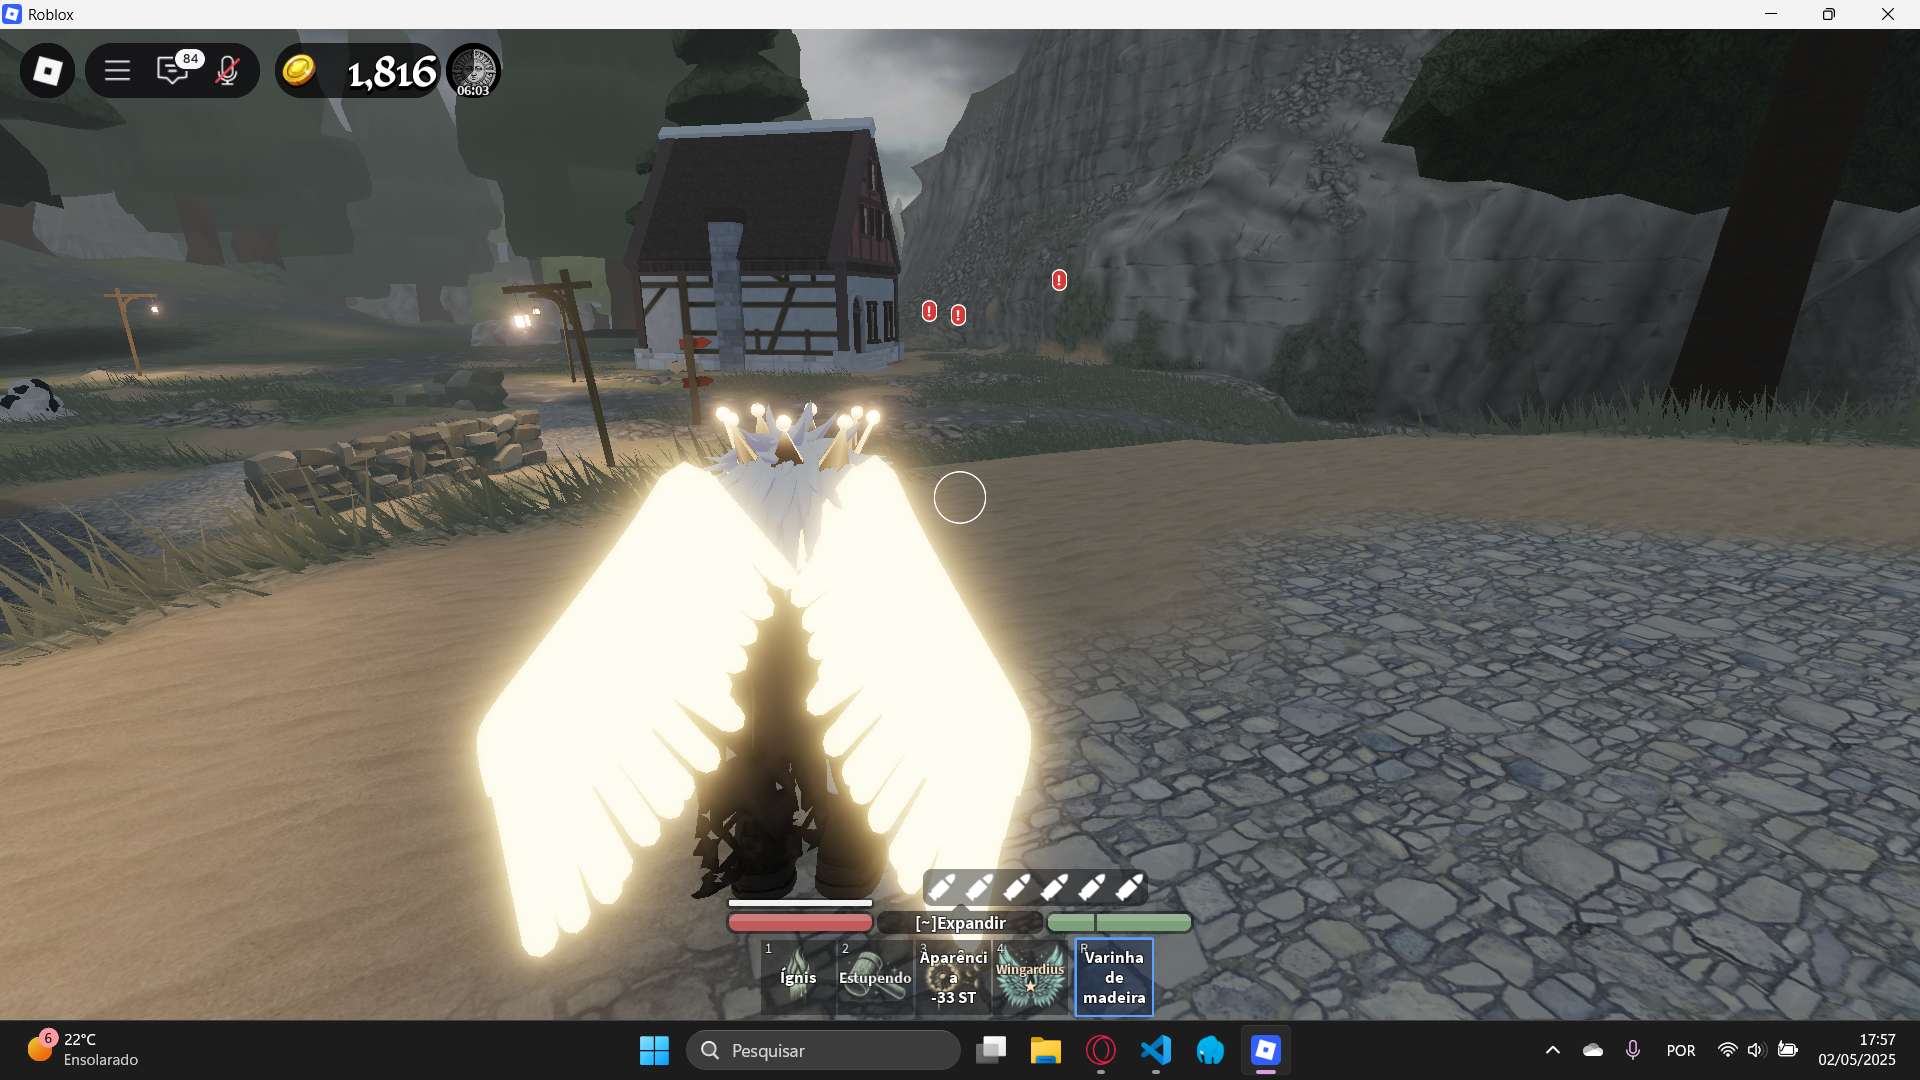 Roblox
84
1,816
06:03
!
!
!
[~]Expandir
1
Ígnis
2
Estupendo
3
Aparênci
a
-33 ST
4
Wingardius
R
Varinha
de
madeira
6
22°C
Ensolarado
Pesquisar
POR
17:57
02/05/2025